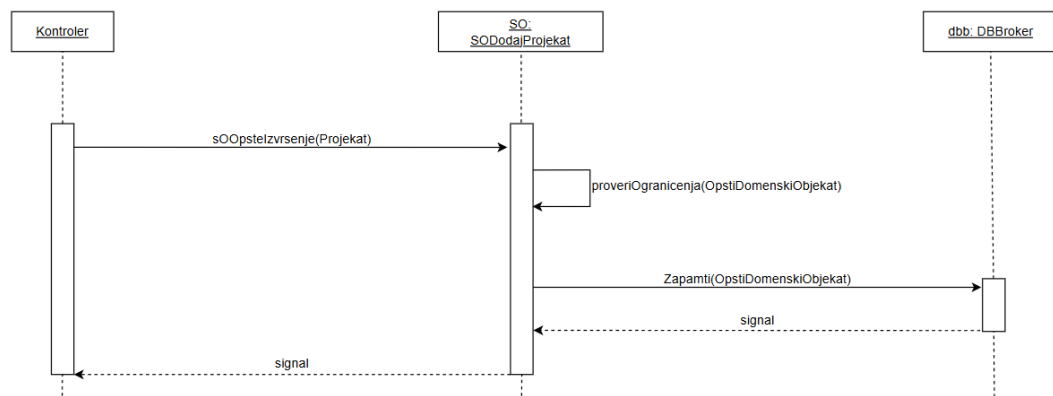 Kontroler
SO:
SODodajProjekat
dbb: DBBroker
sOOpsteIzvrsenje(Projekat)
proveriOgranicenja(OpstiDomenskiObjekat)
Zapamti(OpstiDomenskiObjekat)
signal
signal